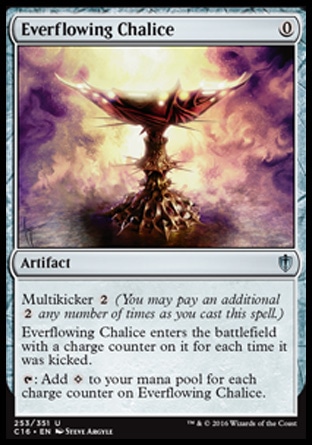 Everflowing Chalice 0
Artifact
Multikicker 2 (You may pay an additional
2 any number of times as you cast this spell.)
Everflowing Chalice enters the battlefield
with a charge counter on it for each time it
was kicked.
: Add to your mana pool for each
charge counter on Everflowing Chalice.
253/351 U
C16 • EN Steve Argyle
™ & © 2016 Wizards of the Coast